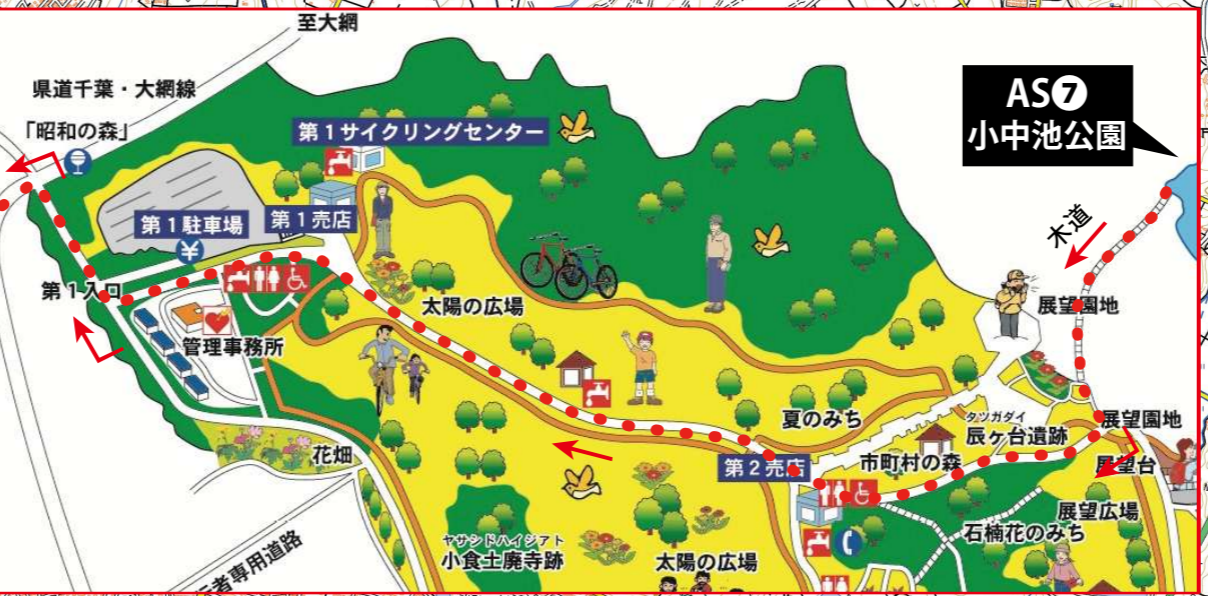 至大網
県道千葉・大網線
「昭和の森」
第1サイクリングセンター
AS❼
小中池公園
第1駐車場
第1売店
¥
木道
第1入口
太陽の広場
展望園地
管理事務所
夏のみち
タツガダイ
辰ヶ台遺跡
展望園地
花畑
第2売店
市町村の森
展望台
展望広場
石楠花のみち
ヤサシドハイジアト
小食土廃寺跡
太陽の広場
者専用道路